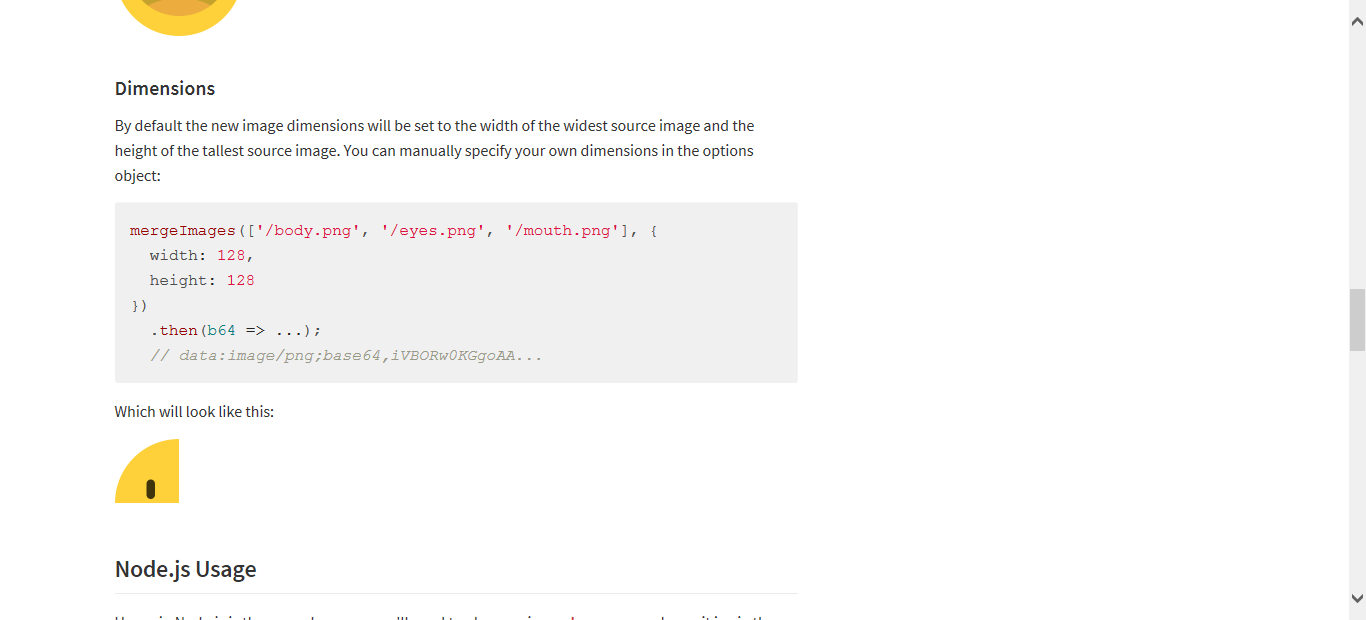 Dimensions
By default the new image dimensions will be set to the width of the widest source image and the
height of the tallest source image. You can manually specify your own dimensions in the options
object:
mergeImages(['/body.png', '/eyes.png', '/mouth.png'], {
  width: 128,
  height: 128
})
  .then(b64 => ...);
  // data:image/png;base64,iVBORw0KGgoAA...
Which will look like this:
Node.js Usage